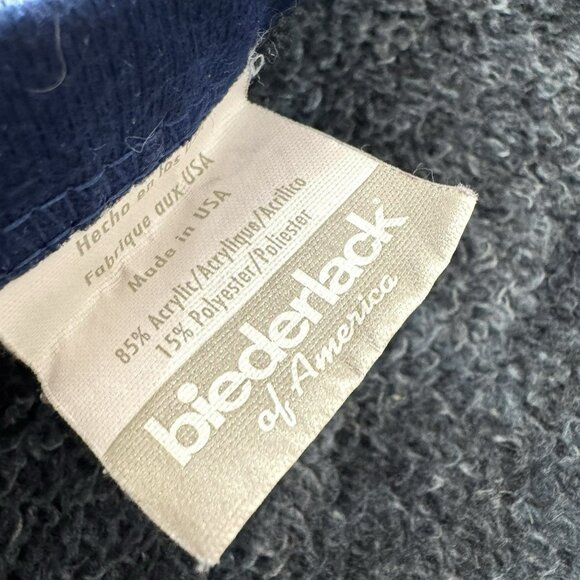 Hecho en los
Fabrique aux USA
Made in USA
85% Acrylic/Acrylique/Acrilico
15% Polyester/Poliester
biederlack®
of America